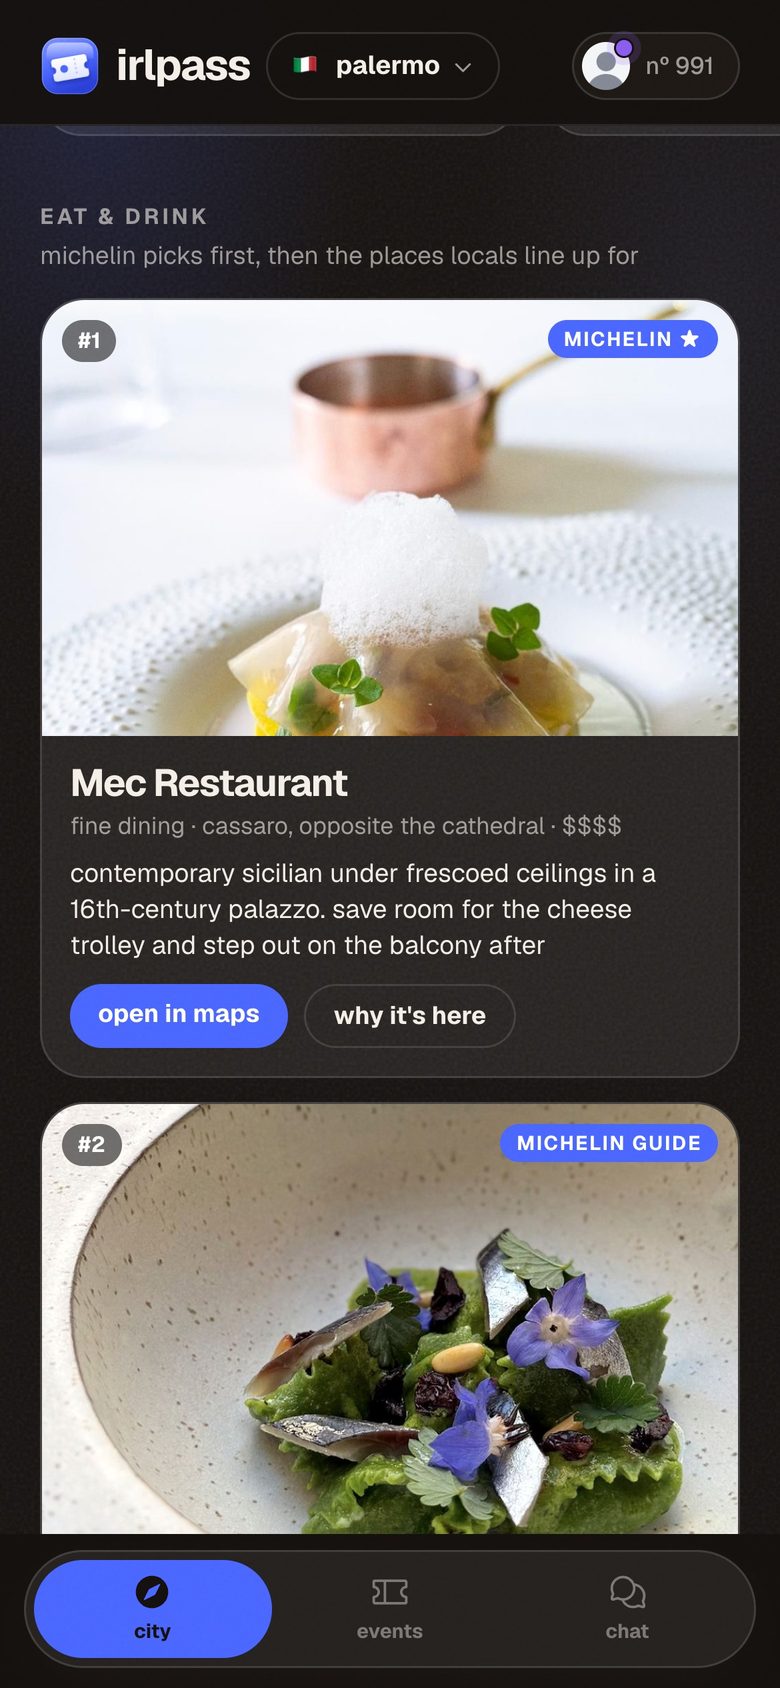 irlpass
palermo
nº 991
EAT & DRINK
michelin picks first, then the places locals line up for
#1
MICHELIN ★
Mec Restaurant
fine dining · cassaro, opposite the cathedral · $$$$
contemporary sicilian under frescoed ceilings in a
16th-century palazzo. save room for the cheese
trolley and step out on the balcony after
open in maps
why it's here
#2
MICHELIN GUIDE
city
events
chat